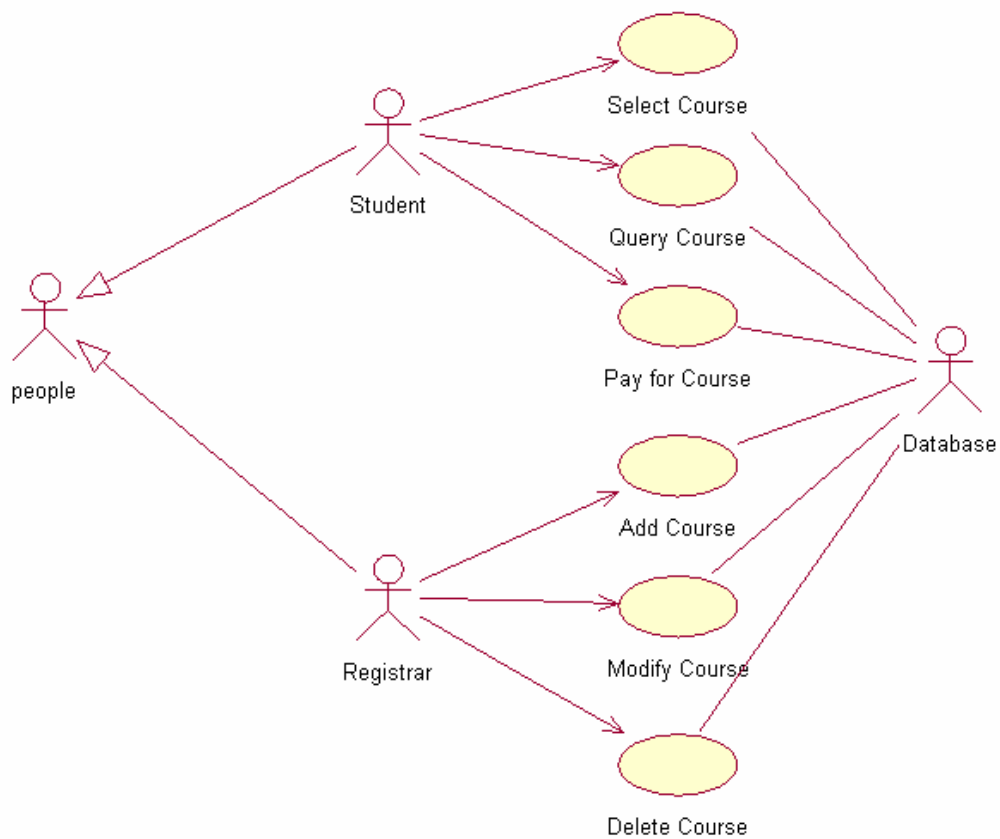 Select Course
Student
Query Course
people
Pay for Course
Database
Add Course
Registrar
Modify Course
Delete Course